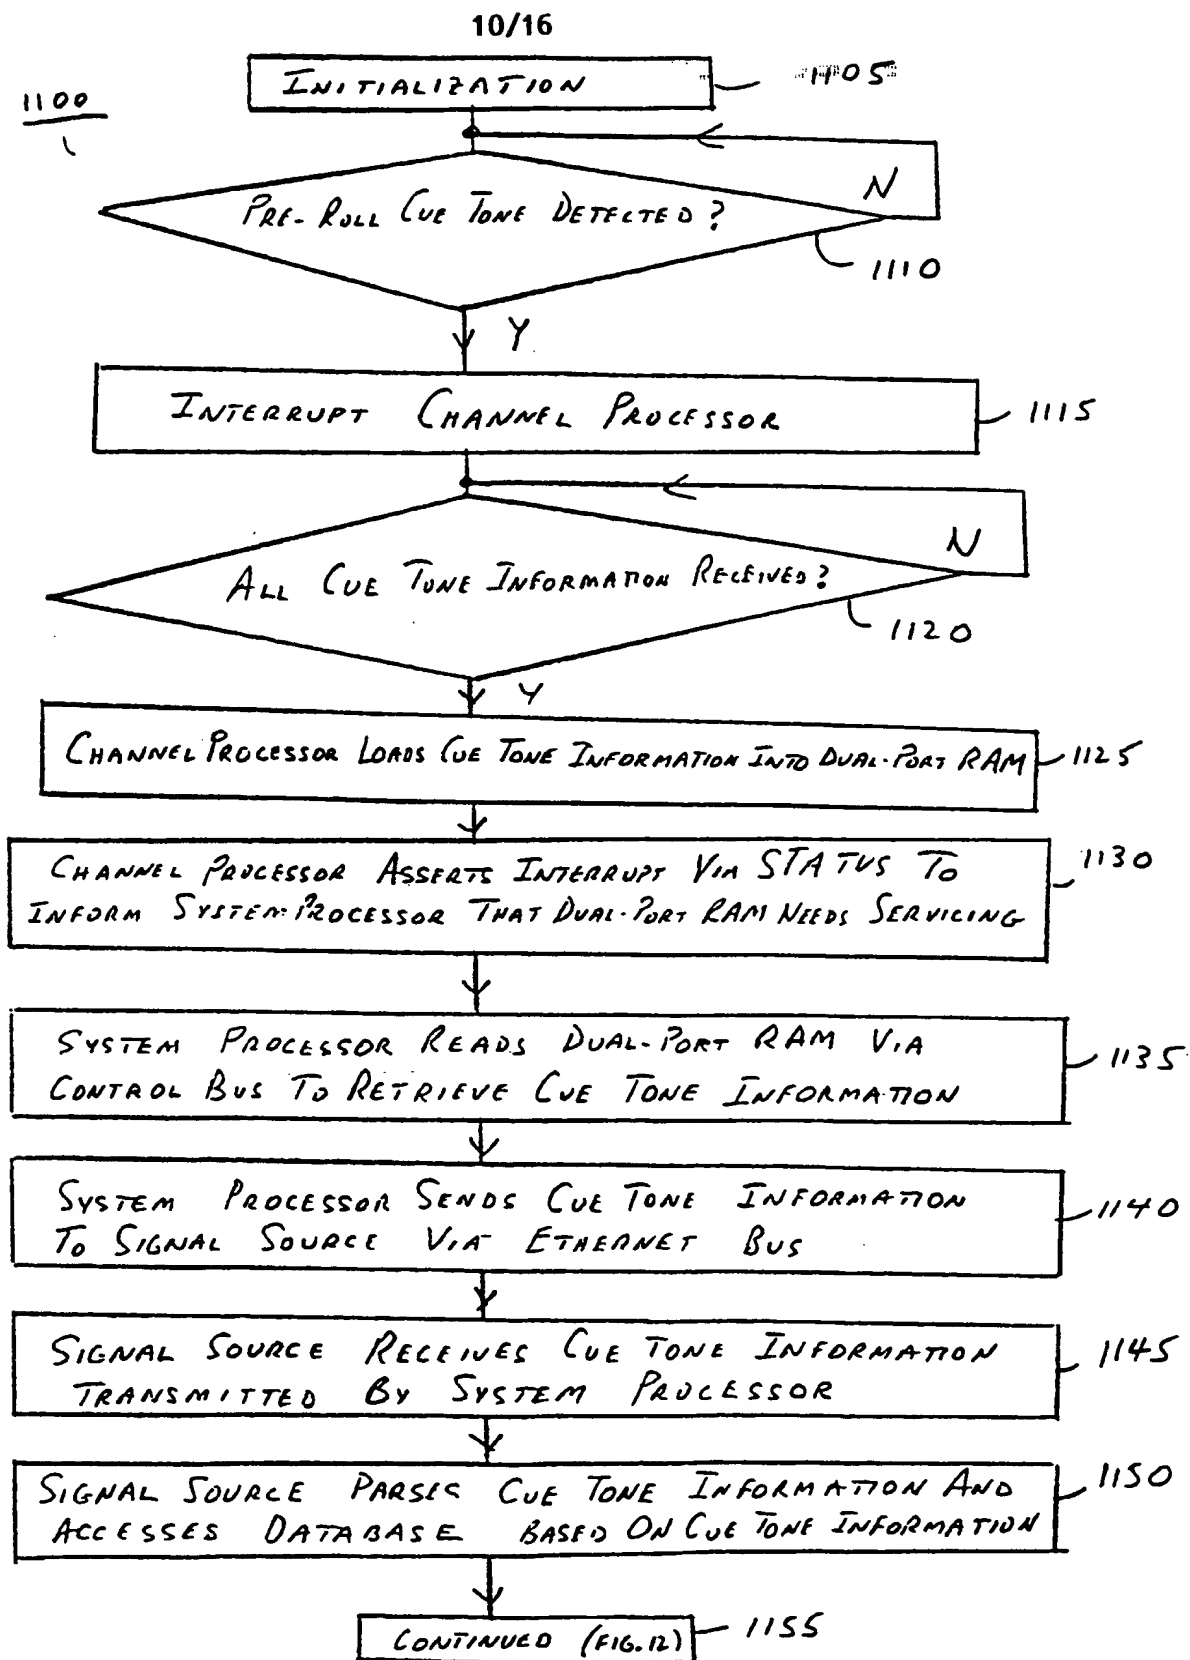 10/16
INITIALIZATION
1105
1100
N
PRE-ROLL CUE TONE DETECTED?
1110
Y
INTERRUPT CHANNEL PROCESSOR
1115
N
ALL CUE TONE INFORMATION RECEIVED?
1120
Y
CHANNEL PROCESSOR LOADS CUE TONE INFORMATION INTO DUAL-PORT RAM
1125
CHANNEL PROCESSOR ASSERTS INTERRUPT VIA STATUS TO
INFORM SYSTEM PROCESSOR THAT DUAL-PORT RAM NEEDS SERVICING
1130
SYSTEM PROCESSOR READS DUAL-PORT RAM VIA
CONTROL BUS TO RETRIEVE CUE TONE INFORMATION
1135
SYSTEM PROCESSOR SENDS CUE TONE INFORMATION
TO SIGNAL SOURCE VIA ETHERNET BUS
1140
SIGNAL SOURCE RECEIVES CUE TONE INFORMATION
TRANSMITTED BY SYSTEM PROCESSOR
1145
SIGNAL SOURCE PARSES CUE TONE INFORMATION AND
ACCESSES DATABASE BASED ON CUE TONE INFORMATION
1150
CONTINUED (FIG.12)
1155